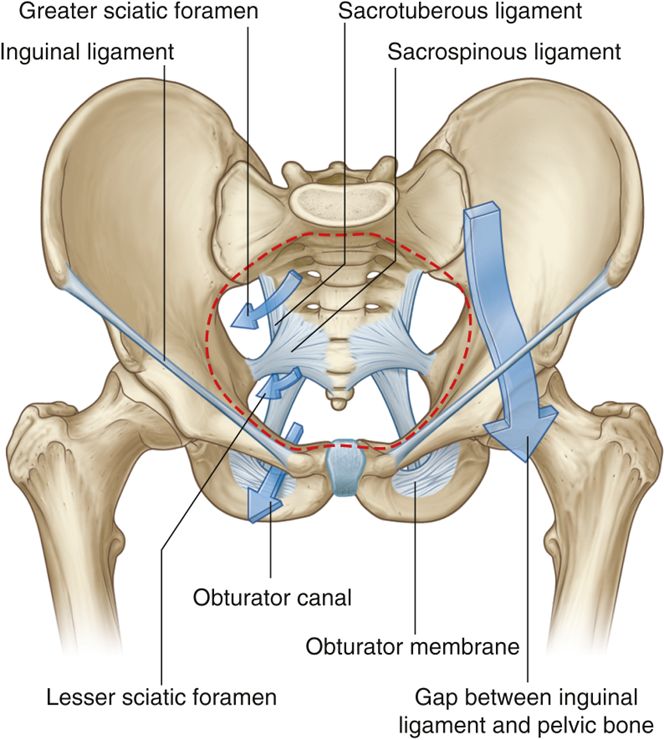 Greater sciatic foramen
Sacrotuberous ligament
Inguinal ligament
Sacrospinous ligament
Obturator canal
Obturator membrane
Lesser sciatic foramen
Gap between inguinal
ligament and pelvic bone